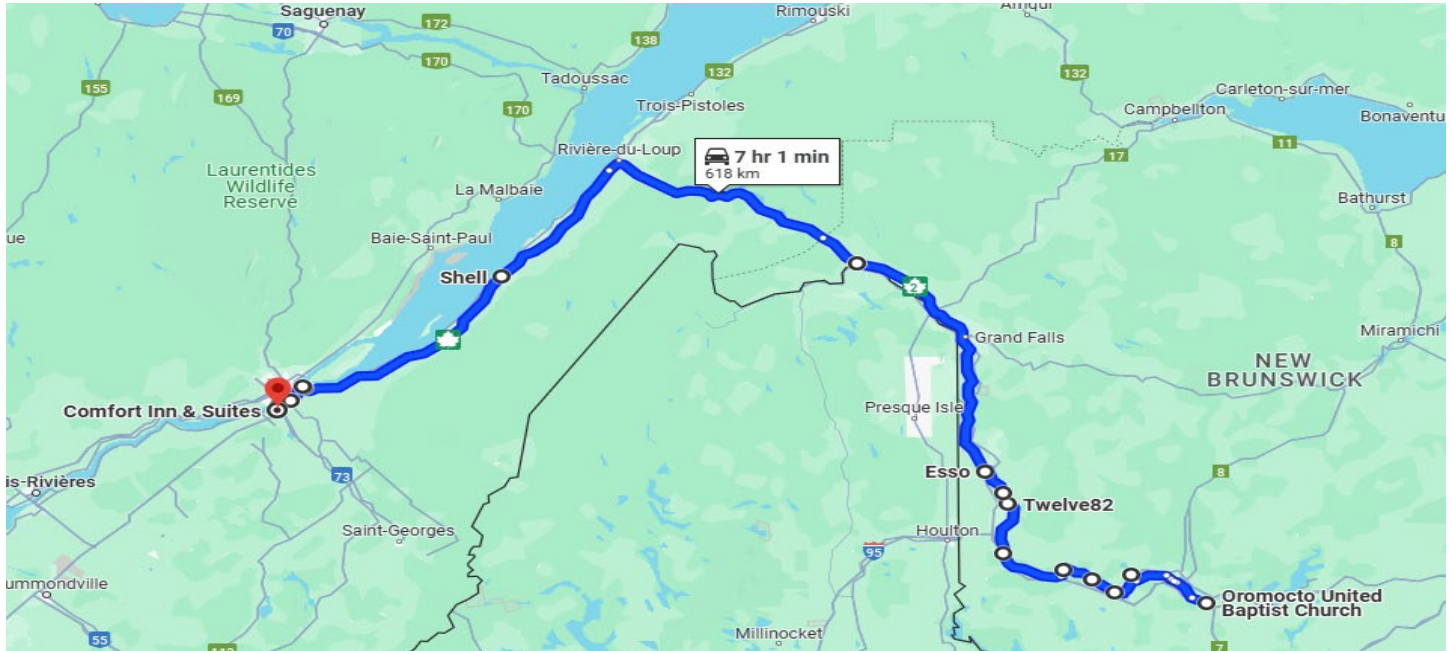 Saguenay
Rimouski
172
70
138
132
Tadoussac
170
155
169
132
Carleton-sur-mer
Trois-Pistoles
Campbellton
170
Bonaventu
Rivière-du-Loup
7 hr 1 min
618 km
17
11
Laurentides
Wildlife
Reserve
La Malbaie
Bathurst
Baie-Saint-Paul
8
Shell
2
Miramichi
Grand Falls
NEW
BRUNSWICK
Comfort Inn & Suites
Presque Isle
Esso
8
73
is-Rivières
Twelve82
Saint-Georges
Houlton
95
ummondville
Oromocto United
Baptist Church
55
Millinocket
7